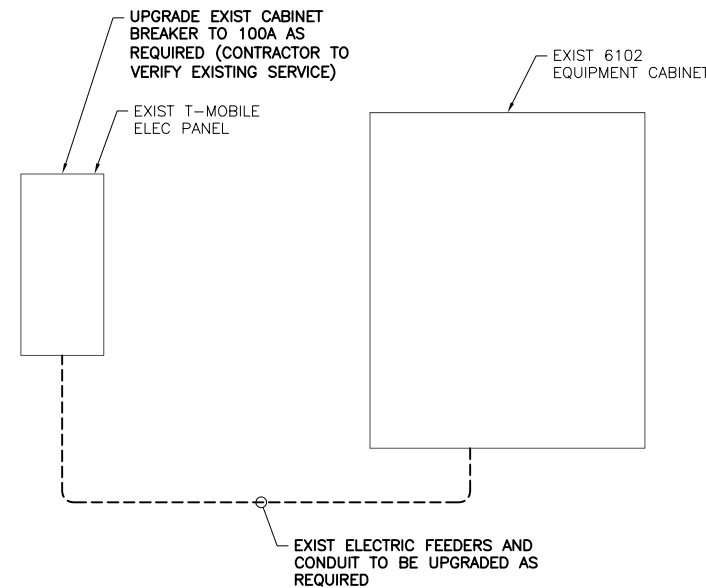 UPGRADE EXIST CABINET
BREAKER TO 100A AS
REQUIRED (CONTRACTOR TO
VERIFY EXISTING SERVICE)
EXIST T-MOBILE
ELEC PANEL
EXIST 6102
EQUIPMENT CABINET
EXIST ELECTRIC FEEDERS AND
CONDUIT TO BE UPGRADED AS
REQUIRED